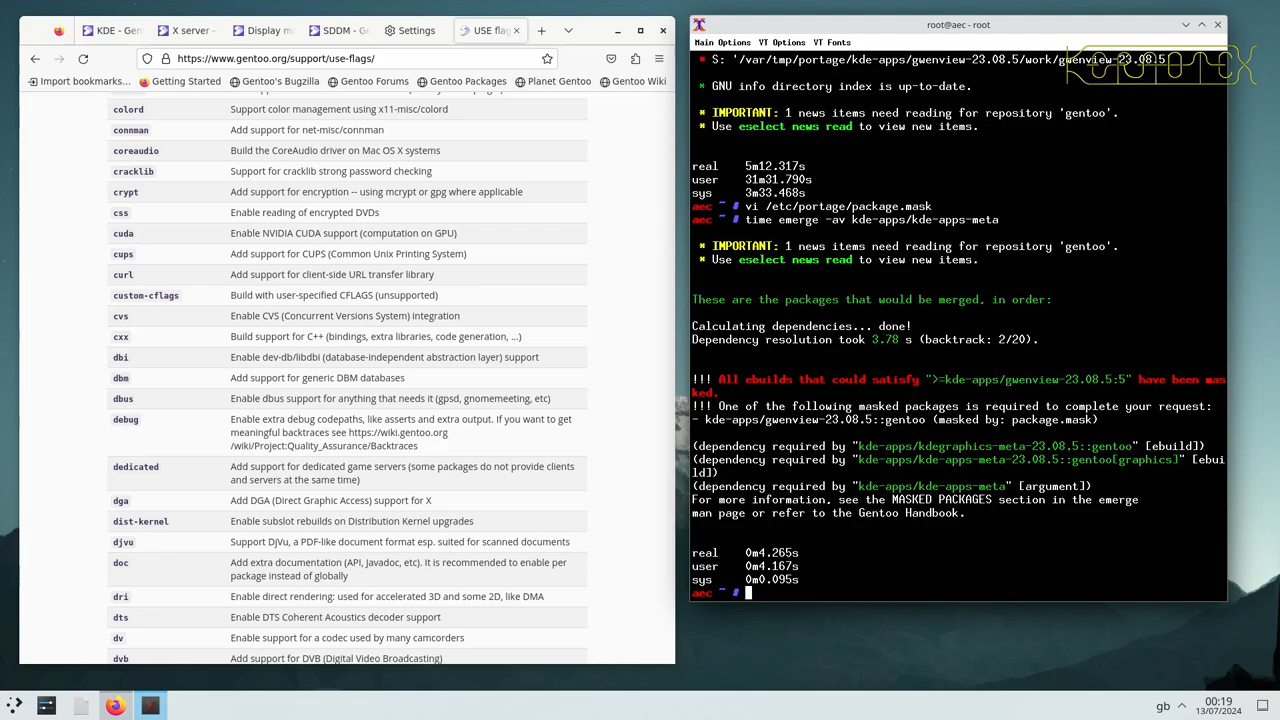 KDE - Gen
X server
Display m
SDDM - Ge
Settings
USE flag
https://www.gentoo.org/support/use-flags/
Import bookmarks...
Getting Started
Gentoo's Bugzilla
Gentoo Forums
Gentoo Packages
Planet Gentoo
Gentoo Wiki
colord Support color management using x11-misc/colord
connman Add support for net-misc/connman
coreaudio Build the CoreAudio driver on Mac OS X systems
cracklib Support for cracklib strong password checking
crypt Add support for encryption -- using mcrypt or gpg where applicable
css Enable reading of encrypted DVDs
cuda Enable NVIDIA CUDA support (computation on GPU)
cups Add support for CUPS (Common Unix Printing System)
curl Add support for client-side URL transfer library
custom-cflags Build with user-specified CFLAGS (unsupported)
cvs Enable CVS (Concurrent Versions System) integration
cxx Build support for C++ (bindings, extra libraries, code generation, ...)
dbi Enable dev-db/libdbi (database-independent abstraction layer) support
dbm Add support for generic DBM databases
dbus Enable dbus support for anything that needs it (gpsd, gnomemeeting, etc)
debug Enable extra debug codepaths, like asserts and extra output. If you want to get
meaningful backtraces see https://wiki.gentoo.org
/wiki/Project:Quality_Assurance/Backtraces
dedicated Add support for dedicated game servers (some packages do not provide clients
and servers at the same time)
dga Add DGA (Direct Graphic Access) support for X
dist-kernel Enable subslot rebuilds on Distribution Kernel upgrades
djvu Support DjVu, a PDF-like document format esp. suited for scanned documents
doc Add extra documentation (API, Javadoc, etc). It is recommended to enable per
package instead of globally
dri Enable direct rendering: used for accelerated 3D and some 2D, like DMA
dts Enable DTS Coherent Acoustics decoder support
dv Enable support for a codec used by many camcorders
dvb Add support for DVB (Digital Video Broadcasting)
root@aec - root
Main Options VT Options VT Fonts
* S: '/var/tmp/portage/kde-apps/gwenview-23.08.5/work/gwenview-23.08.5
* GNU info directory index is up-to-date.
* IMPORTANT: 1 news items need reading for repository 'gentoo'.
* Use eselect news read to view new items.
real 5m12.317s
user 31m31.790s
sys 3m33.468s
aec ~ # vi /etc/portage/package.mask
aec ~ # time emerge -av kde-apps/kde-apps-meta
* IMPORTANT: 1 news items need reading for repository 'gentoo'.
* Use eselect news read to view new items.
These are the packages that would be merged, in order:
Calculating dependencies... done!
Dependency resolution took 3.78 s (backtrack: 2/20).
!!! All ebuilds that could satisfy ">=kde-apps/gwenview-23.08.5:5" have been mas
ked.
!!! One of the following masked packages is required to complete your request:
- kde-apps/gwenview-23.08.5::gentoo (masked by: package.mask)
(dependency required by "kde-apps/kdegraphics-meta-23.08.5::gentoo" [ebuild])
(dependency required by "kde-apps/kde-apps-meta-23.08.5::gentoo[graphics]" [ebui
ld])
(dependency required by "kde-apps/kde-apps-meta" [argument])
For more information, see the MASKED PACKAGES section in the emerge
man page or refer to the Gentoo Handbook.
real 0m4.265s
user 0m4.167s
sys 0m0.095s
aec ~ #
gb
00:19
13/07/2024